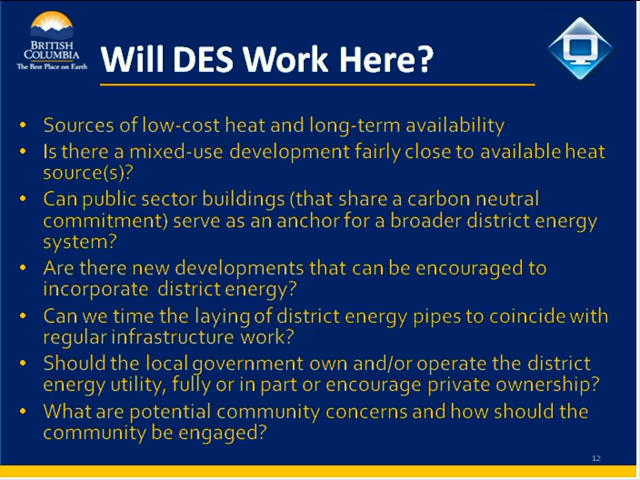 BRITISH
COLUMBIA
The Best Place on Earth
Will DES Work Here?
• Sources of low-cost heat and long-term availability
• Is there a mixed-use development fairly close to available heat
source(s)?
• Can public sector buildings (that share a carbon neutral
commitment) serve as an anchor for a broader district energy
system?
• Are there new developments that can be encouraged to
incorporate district energy?
• Can we time the laying of district energy pipes to coincide with
regular infrastructure work?
• Should the local government own and/or operate the district
energy utility, fully or in part or encourage private ownership?
• What are potential community concerns and how should the
community be engaged?
12